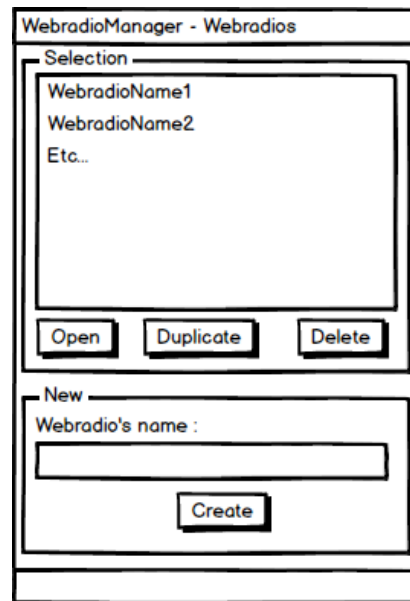 WebradioManager - Webradios
Selection
WebradioName1
WebradioName2
Etc...
Open Duplicate Delete
New
Webradio's name :
Create